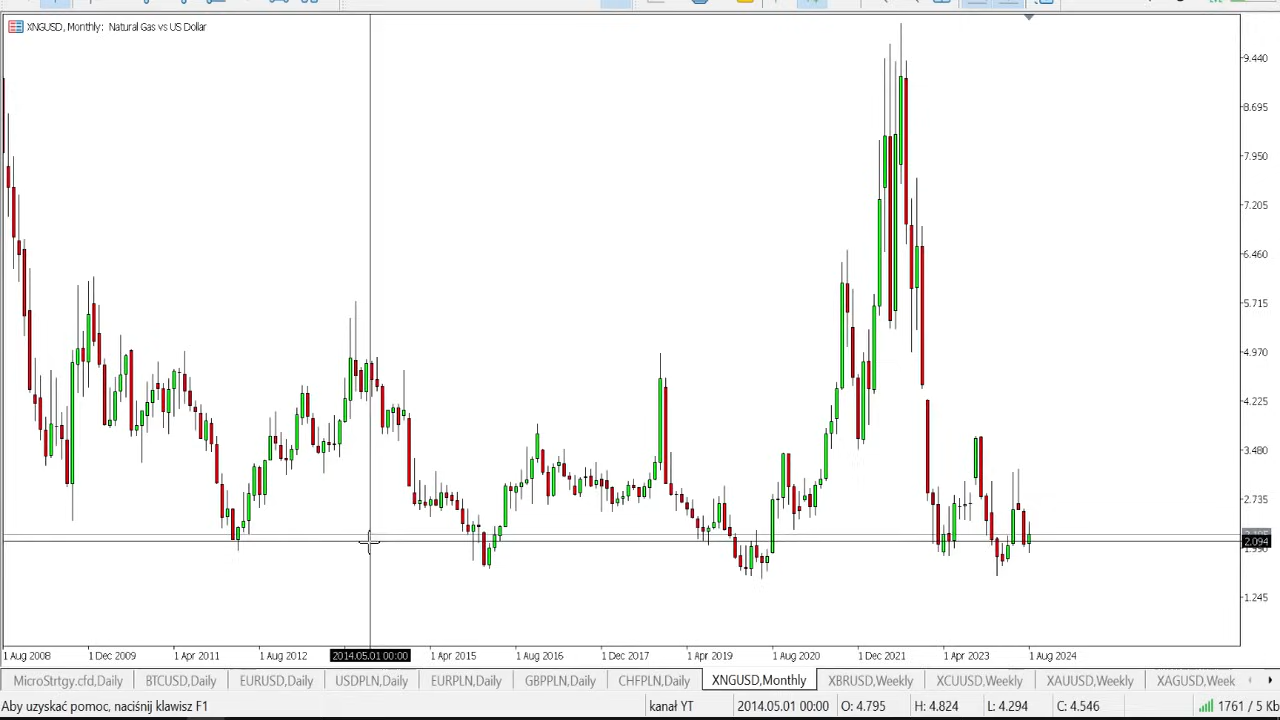 XNGUSD, Monthly: Natural Gas vs US Dollar
9.440
8.695
7.950
7.205
6.460
5.715
4.970
4.225
3.480
2.735
2.094
1.245
1 Aug 2008
1 Dec 2009
1 Apr 2011
1 Aug 2012
2014.05.01 00:00
1 Apr 2015
1 Aug 2016
1 Dec 2017
1 Apr 2019
1 Aug 2020
1 Dec 2021
1 Apr 2023
1 Aug 2024
MicroStrtgy.cfd,Daily
BTCUSD,Daily
EURUSD,Daily
USDPLN,Daily
EURPLN,Daily
GBPPLN,Daily
CHFPLN,Daily
XNGUSD,Monthly
XBRUSD,Weekly
XCUUSD,Weekly
XAUUSD,Weekly
XAGUSD,Week
Aby uzyskać pomoc, naciśnij klawisz F1
kanał YT
2014.05.01 00:00
O: 4.795
H: 4.824
L: 4.294
C: 4.546
1761 / 5 Kb